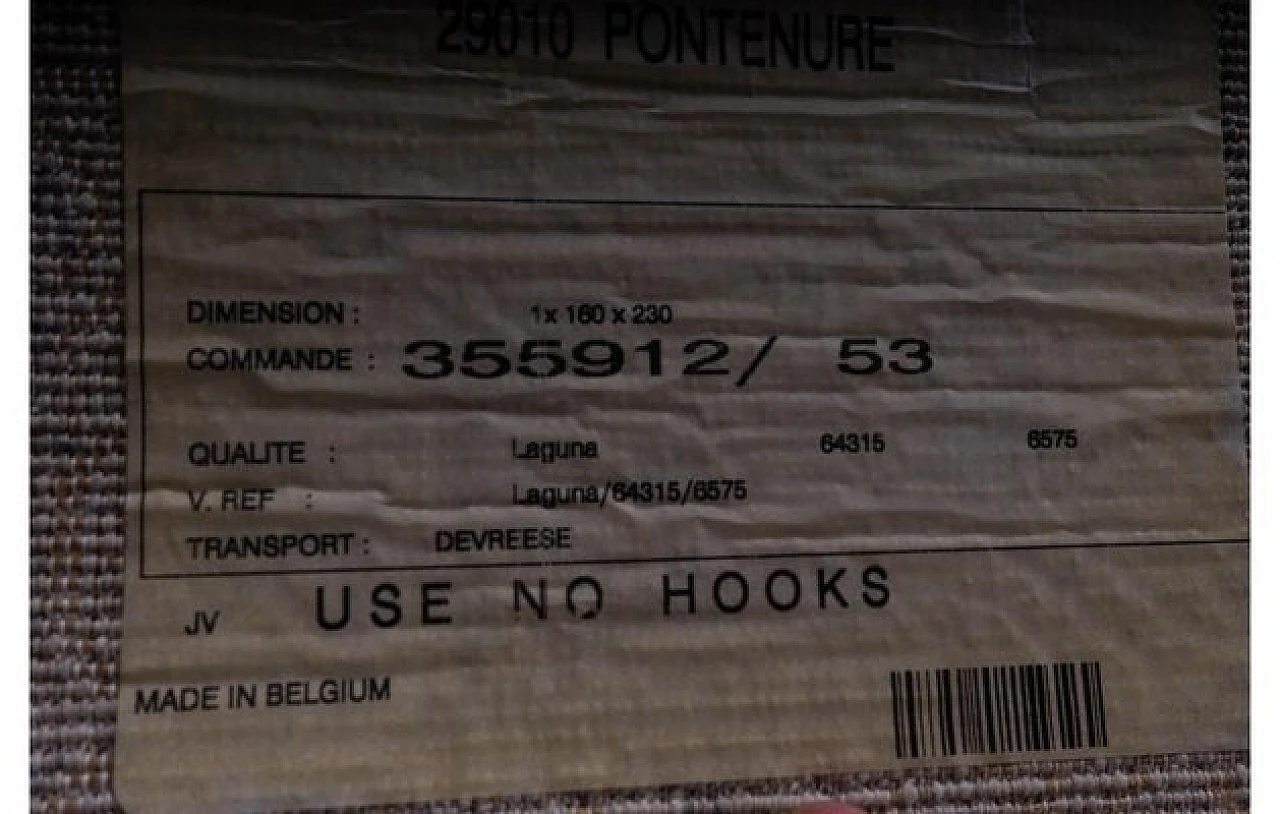 29010 PONTENURE
DIMENSION : 1x 160 x 230
COMMANDE : 355912/ 53
QUALITE : Laguna 64315 6575
V. REF : Laguna/64315/6575
TRANSPORT : DEVREESE
JV USE NO HOOKS
MADE IN BELGIUM